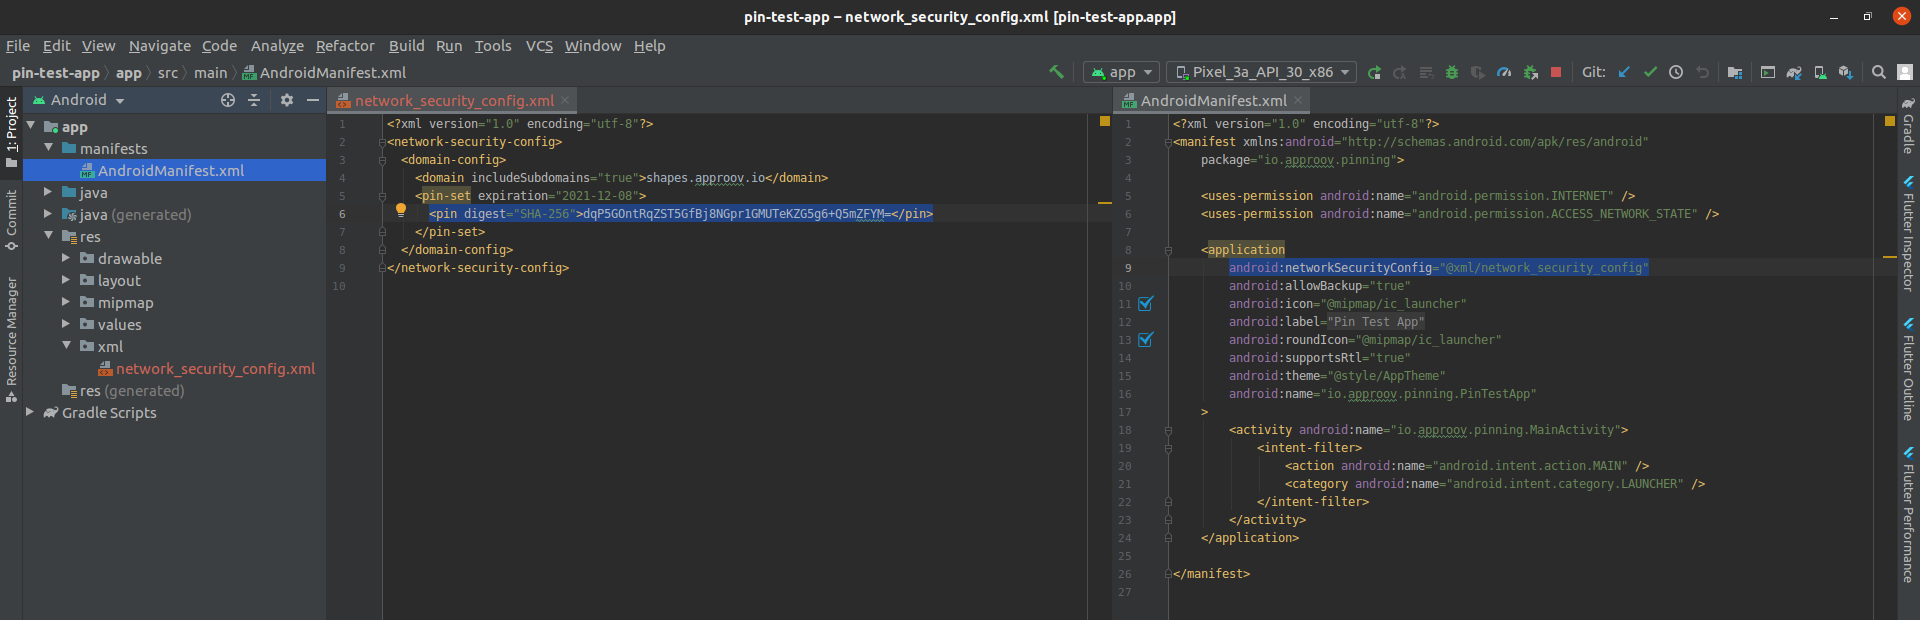 pin-test-app – network_security_config.xml [pin-test-app.app]
File Edit View Navigate Code Analyze Refactor Build Run Tools VCS Window Help
pin-test-app app src main AndroidManifest.xml app Pixel_3a_API_30_x86 Git:
1: Project
Commit
Resource Manager
Android
app
manifests
AndroidManifest.xml
java
java (generated)
res
drawable
layout
mipmap
values
xml
network_security_config.xml
res (generated)
Gradle Scripts
network_security_config.xml
1 <?xml version="1.0" encoding="utf-8"?>
2 <network-security-config>
3 <domain-config>
4 <domain includeSubdomains="true">shapes.approov.io</domain>
5 <pin-set expiration="2021-12-08">
6 <pin digest="SHA-256">dqP5GOntRqZST5GfBj8NGpr1GMUTeKZG5g6+Q5mZFYM=</pin>
7 </pin-set>
8 </domain-config>
9 </network-security-config>
10
AndroidManifest.xml
1 <?xml version="1.0" encoding="utf-8"?>
2 <manifest xmlns:android="http://schemas.android.com/apk/res/android"
3 package="io.approov.pinning">
4
5 <uses-permission android:name="android.permission.INTERNET" />
6 <uses-permission android:name="android.permission.ACCESS_NETWORK_STATE" />
7
8 <application
9 android:networkSecurityConfig="@xml/network_security_config"
10 android:allowBackup="true"
11 android:icon="@mipmap/ic_launcher"
12 android:label="Pin Test App"
13 android:roundIcon="@mipmap/ic_launcher"
14 android:supportsRtl="true"
15 android:theme="@style/AppTheme"
16 android:name="io.approov.pinning.PinTestApp"
17 >
18 <activity android:name="io.approov.pinning.MainActivity">
19 <intent-filter>
20 <action android:name="android.intent.action.MAIN" />
21 <category android:name="android.intent.category.LAUNCHER" />
22 </intent-filter>
23 </activity>
24 </application>
25
26 </manifest>
27
Gradle
Flutter Inspector
Flutter Outline
Flutter Performance